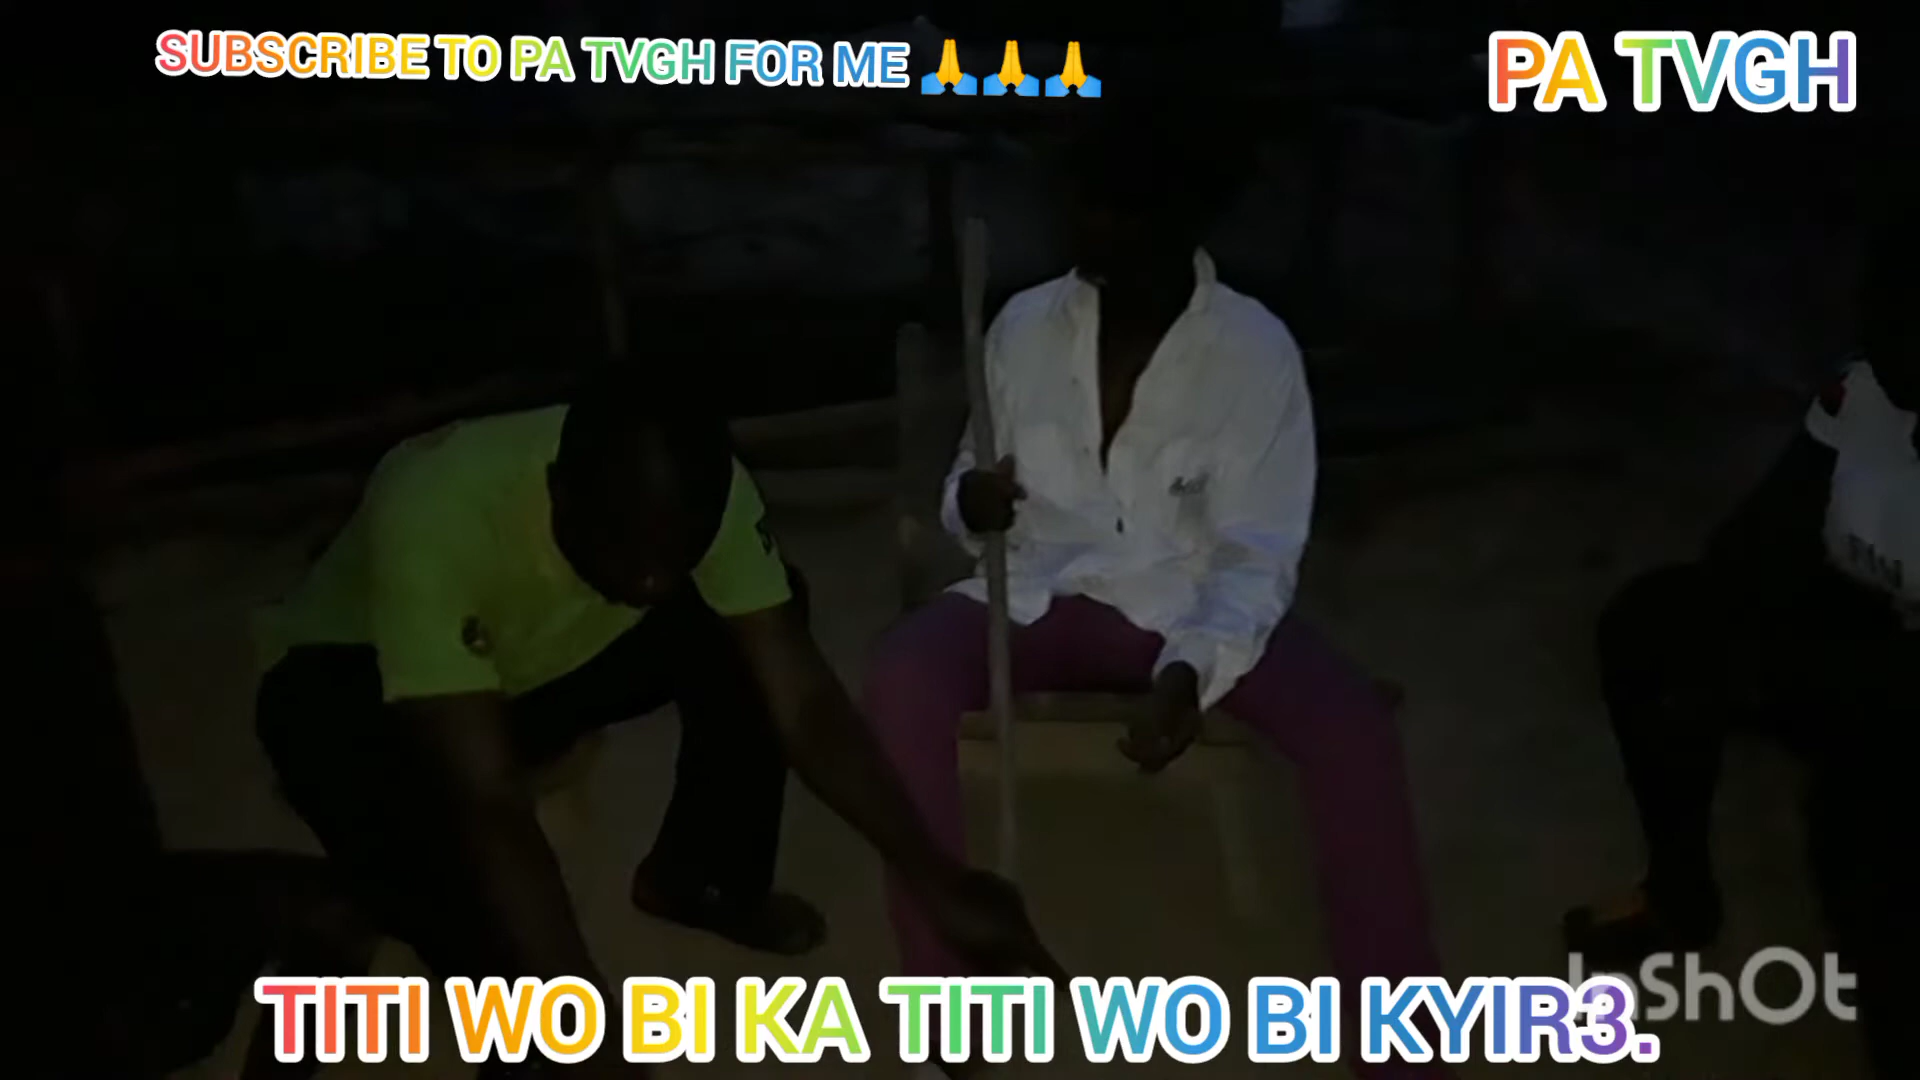 SUBSCRIBE TO PA TVGH FOR ME 🙏🙏🙏
PA TVGH
InShOt
TITI WO BI KA TITI WO BI KYIR3.